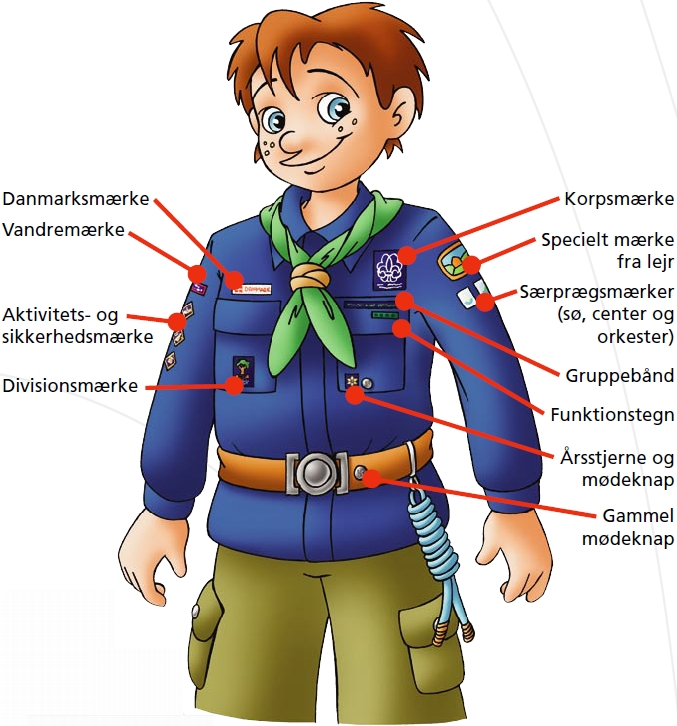 Danmarksmærke
Vandremærke
Aktivitets- og
sikkerhedsmærke
Divisionsmærke
DANMARK
Korpsmærke
Specielt mærke
fra lejr
Særprægsmærker
(sø, center og
orkester)
Gruppebånd
Funktionstegn
Årsstjerne og
mødeknap
Gammel
mødeknap